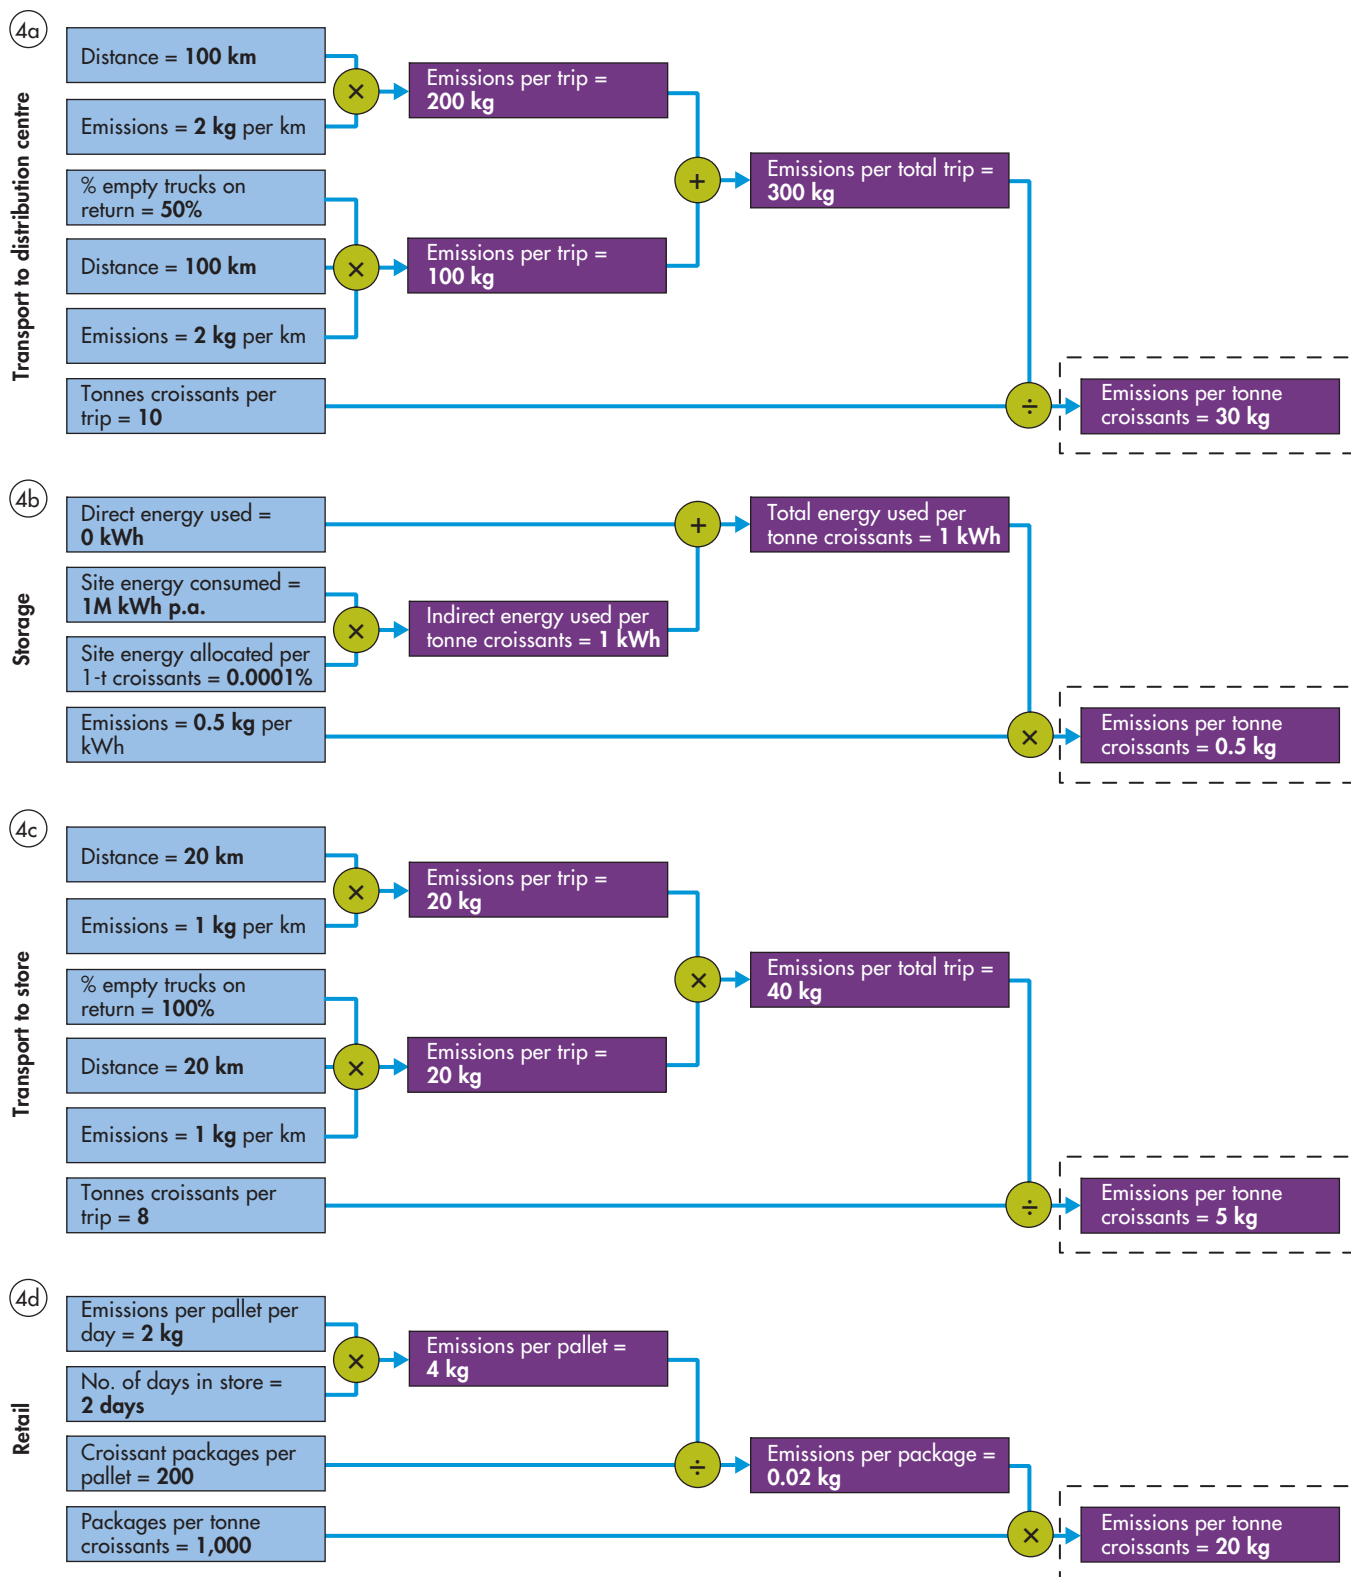 4a
Transport to distribution centre
Distance = 100 km
×
Emissions per trip =
200 kg
Emissions = 2 kg per km
% empty trucks on
return = 50%
+
Emissions per total trip =
300 kg
Distance = 100 km
×
Emissions per trip =
100 kg
Emissions = 2 kg per km
Tonnes croissants per
trip = 10
÷
Emissions per tonne
croissants = 30 kg
4b
Storage
Direct energy used =
0 kWh
+
Total energy used per
tonne croissants = 1 kWh
Site energy consumed =
1M kWh p.a.
×
Indirect energy used per
tonne croissants = 1 kWh
Site energy allocated per
1-t croissants = 0.0001%
Emissions = 0.5 kg per
kWh
×
Emissions per tonne
croissants = 0.5 kg
4c
Transport to store
Distance = 20 km
×
Emissions per trip =
20 kg
Emissions = 1 kg per km
% empty trucks on
return = 100%
×
Emissions per total trip =
40 kg
Distance = 20 km
×
Emissions per trip =
20 kg
Emissions = 1 kg per km
Tonnes croissants per
trip = 8
÷
Emissions per tonne
croissants = 5 kg
4d
Retail
Emissions per pallet per
day = 2 kg
×
Emissions per pallet =
4 kg
No. of days in store =
2 days
Croissant packages per
pallet = 200
÷
Emissions per package =
0.02 kg
Packages per tonne
croissants = 1,000
×
Emissions per tonne
croissants = 20 kg